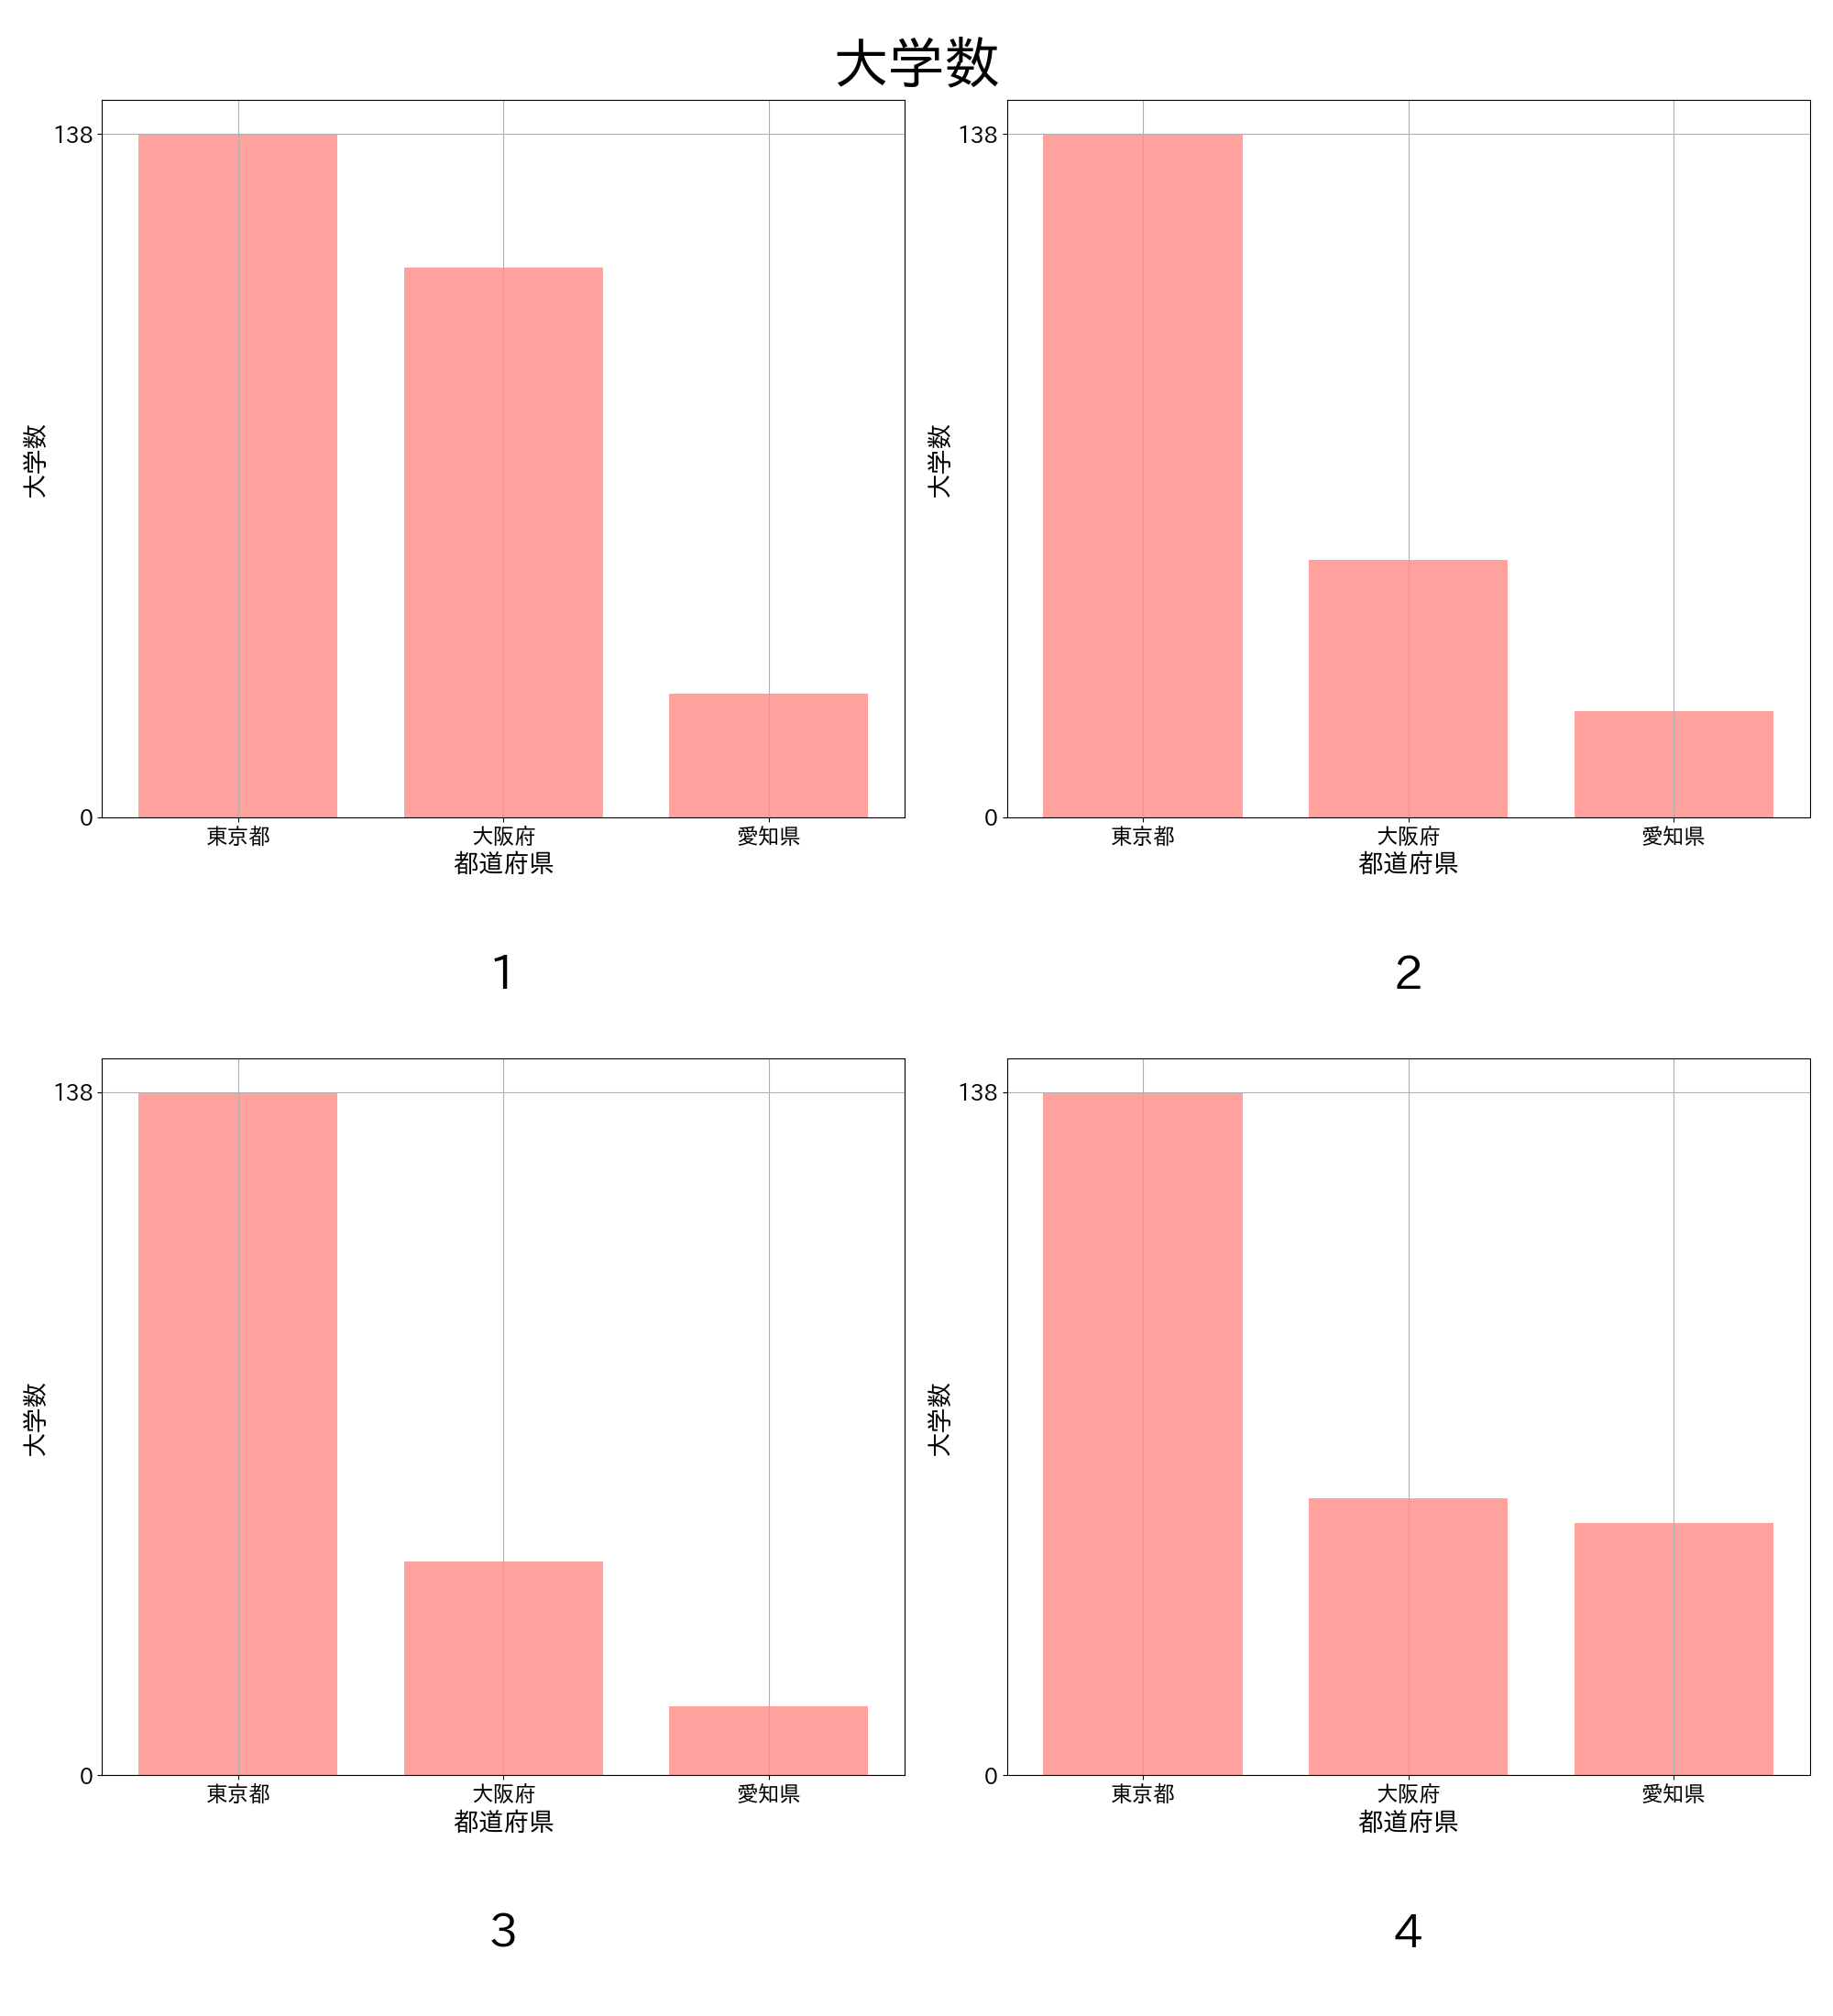 大学数
138
大学数
0
東京都 大阪府 愛知県
都道府県
1
138
大学数
0
東京都 大阪府 愛知県
都道府県
2
138
大学数
0
東京都 大阪府 愛知県
都道府県
3
138
大学数
0
東京都 大阪府 愛知県
都道府県
4